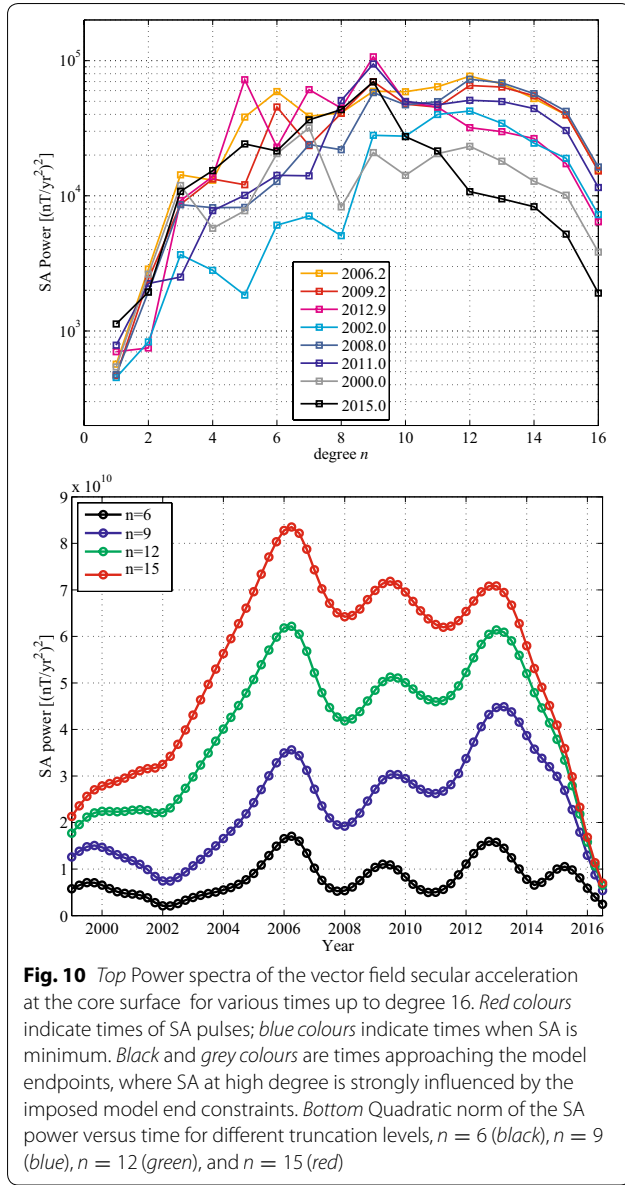 10^5
10^4
10^3
SA Power [(nT/yr²)²]
2006.2
2009.2
2012.9
2002.0
2008.0
2011.0
2000.0
2015.0
0 2 4 6 8 10 12 14 16
degree n
x 10^10
9
8
7
6
5
4
3
2
1
0
SA power [(nT/yr²)²]
n=6
n=9
n=12
n=15
2000 2002 2004 2006 2008 2010 2012 2014 2016
Year
Fig. 10 Top Power spectra of the vector field secular acceleration
at the core surface for various times up to degree 16. Red colours
indicate times of SA pulses; blue colours indicate times when SA is
minimum. Black and grey colours are times approaching the model
endpoints, where SA at high degree is strongly influenced by the
imposed model end constraints. Bottom Quadratic norm of the SA
power versus time for different truncation levels, n = 6 (black), n = 9
(blue), n = 12 (green), and n = 15 (red)